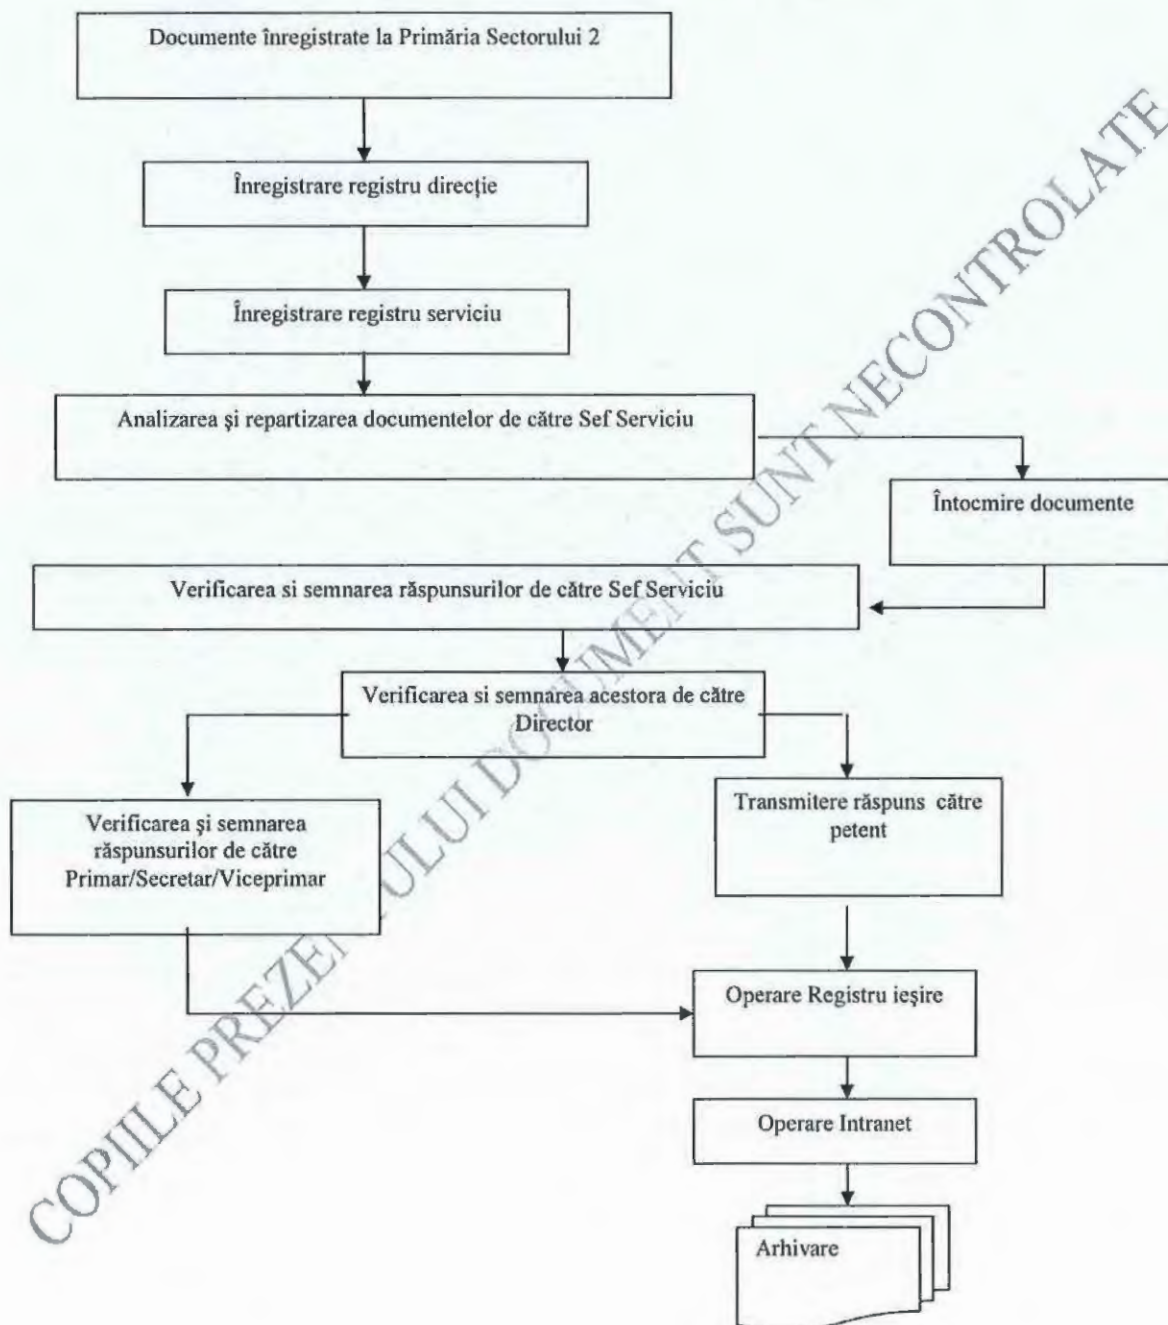 Documente înregistrate la Primăria Sectorului 2
Înregistrare registru direcţie
Înregistrare registru serviciu
Analizarea şi repartizarea documentelor de către Sef Serviciu
Întocmire documente
Verificarea si semnarea răspunsurilor de către Sef Serviciu
Verificarea si semnarea acestora de către
Director
Verificarea şi semnarea
răspunsurilor de către
Primar/Secretar/Viceprimar
Transmitere răspuns către
petent
Operare Registru ieşire
Operare Intranet
Arhivare
COPIILE PREZENTULUI DOCUMENT SUNT NECONTROLATE